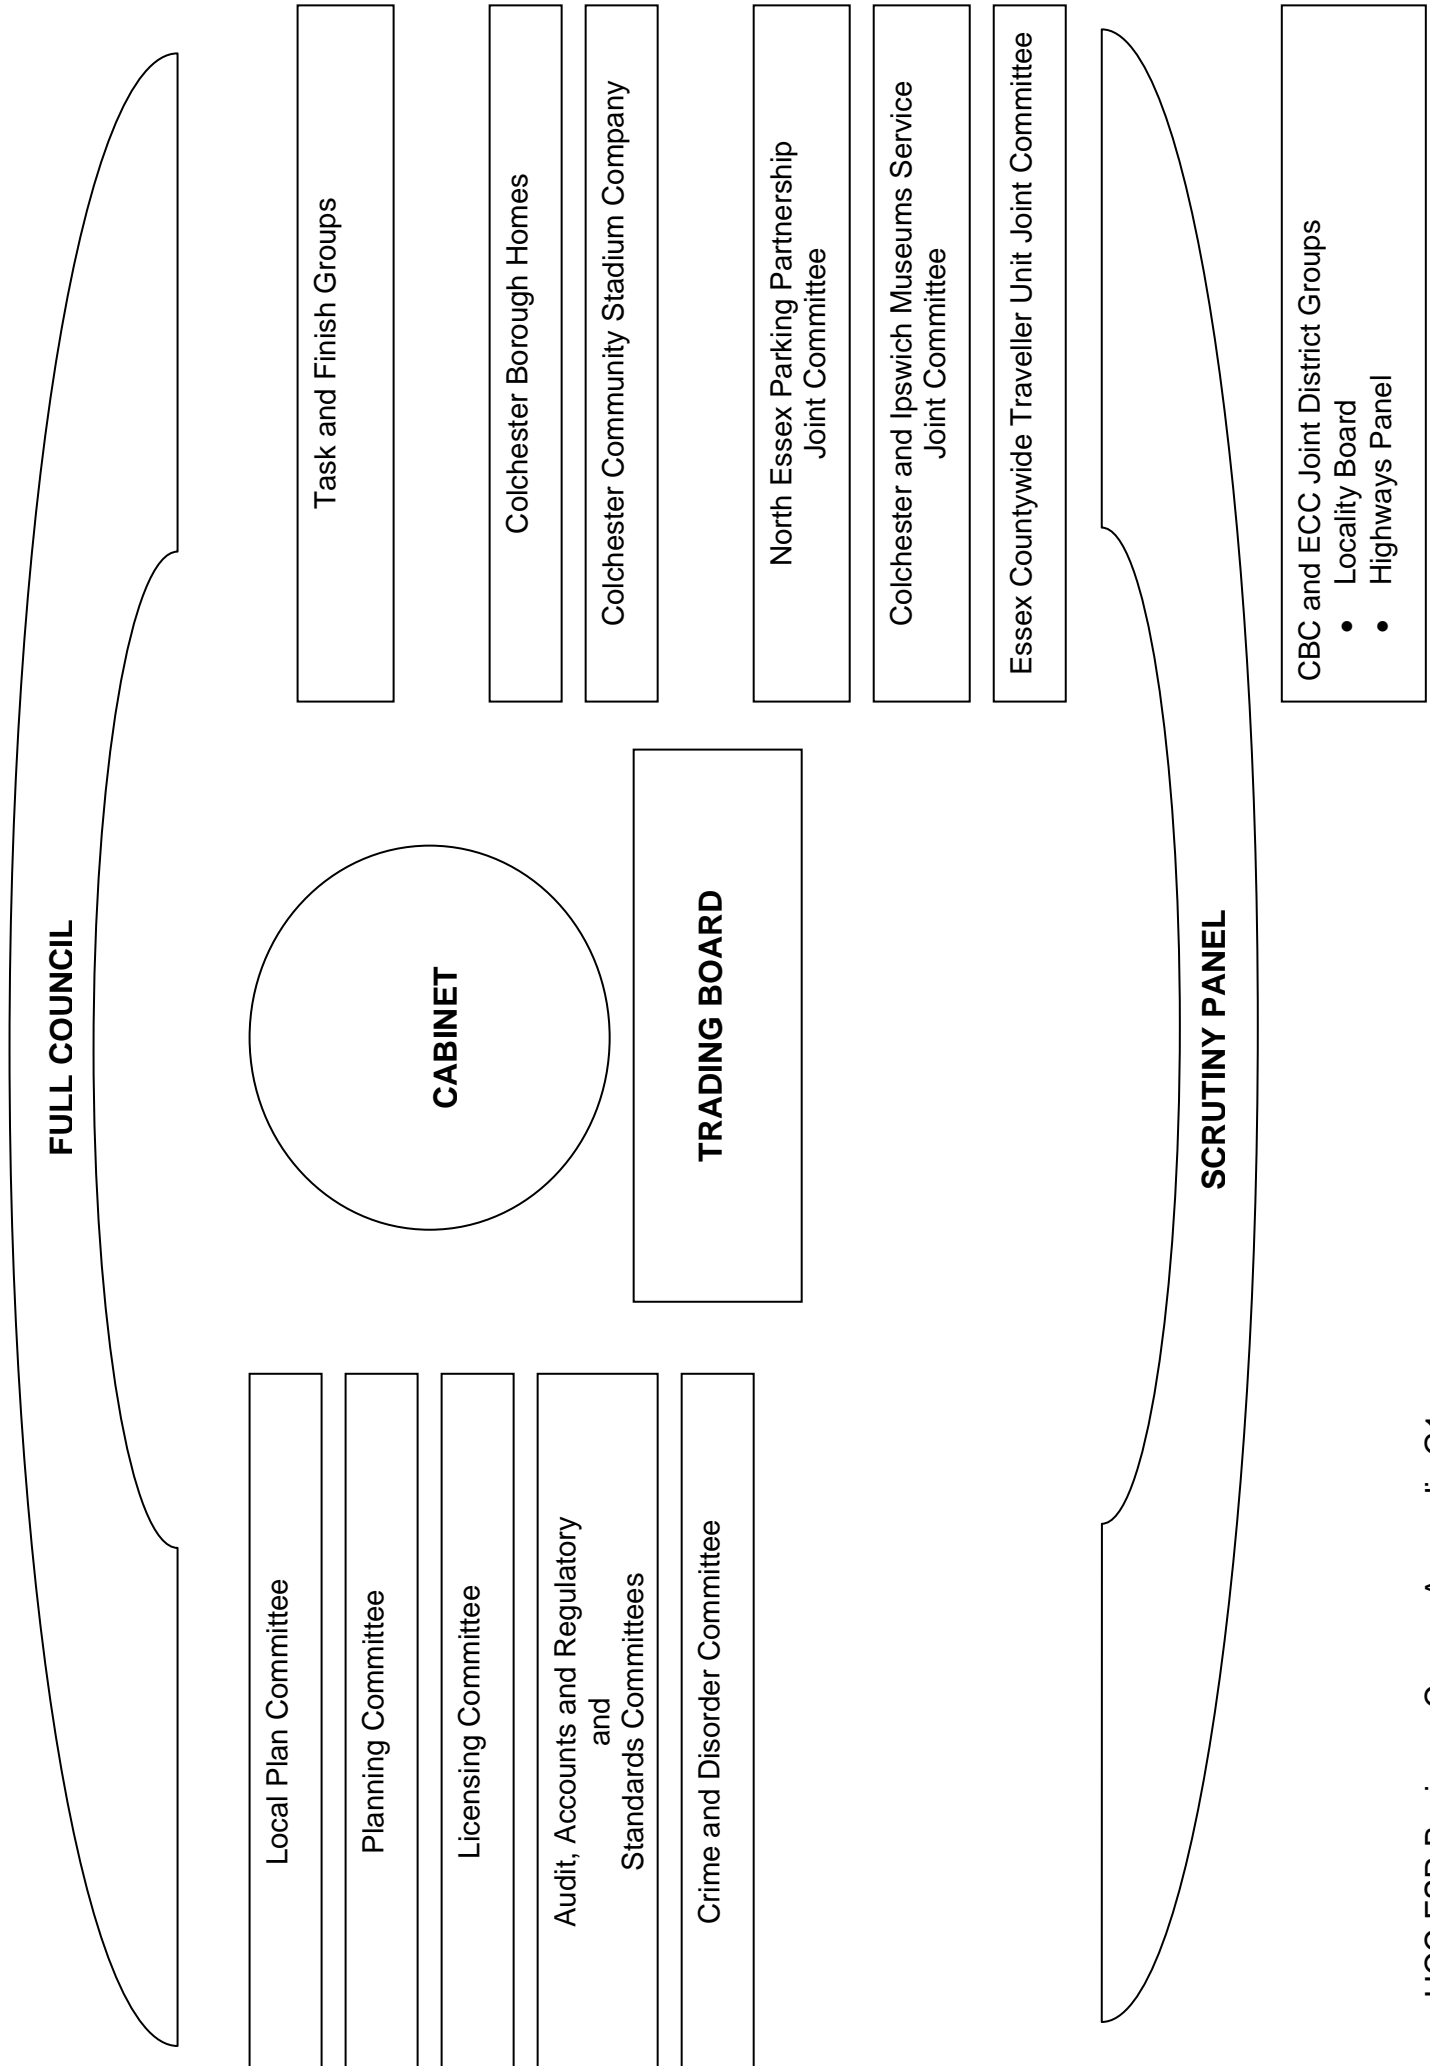 FULL COUNCIL
Local Plan Committee
Planning Committee
Licensing Committee
Audit, Accounts and Regulatory
and
Standards Committees
Crime and Disorder Committee
CABINET
TRADING BOARD
Task and Finish Groups
Colchester Borough Homes
Colchester Community Stadium Company
North Essex Parking Partnership
Joint Committee
Colchester and Ipswich Museums Service
Joint Committee
Essex Countywide Traveller Unit Joint Committee
SCRUTINY PANEL
CBC and ECC Joint District Groups
• Locality Board
• Highways Panel